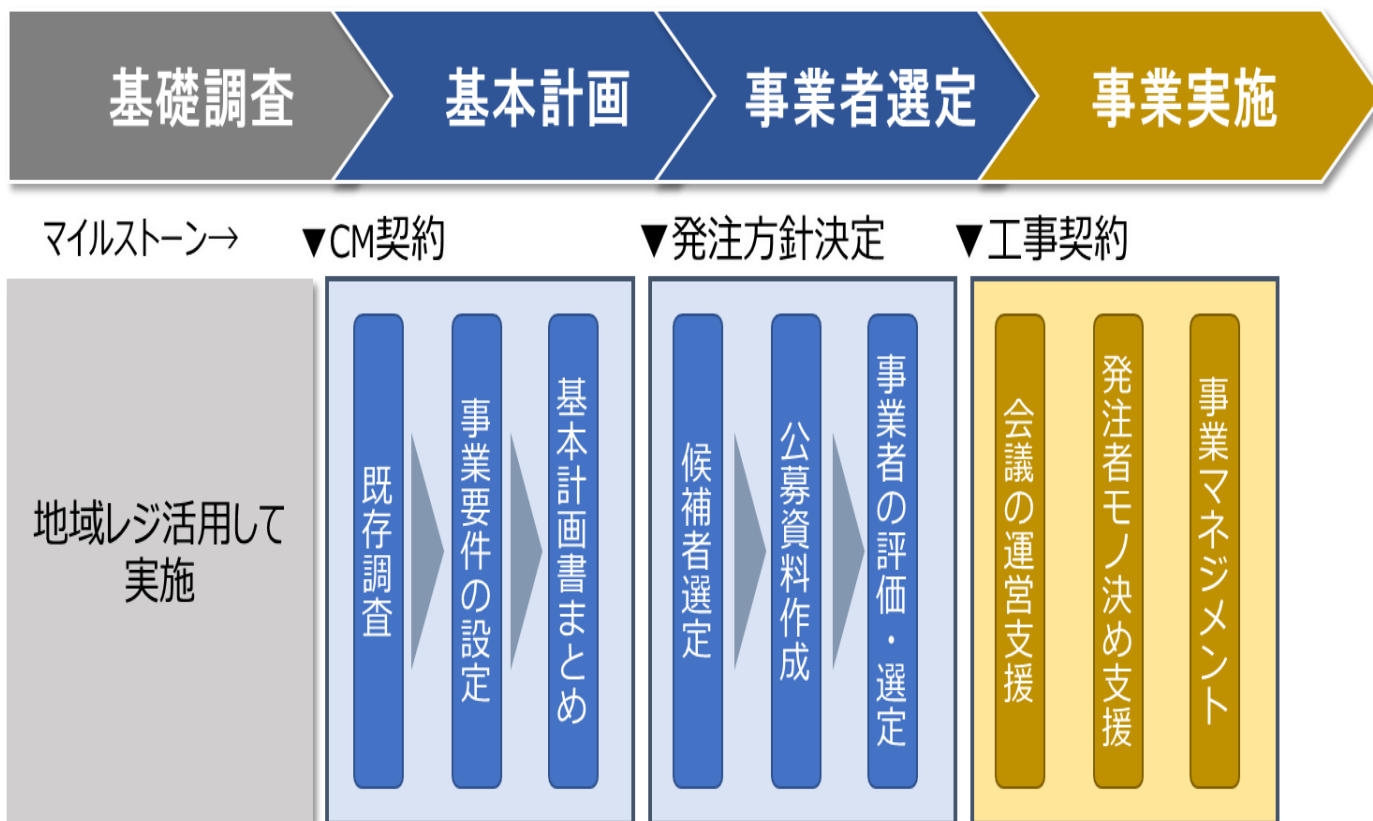 基礎調査
基本計画
事業者選定
事業実施
マイルストーン→
▼CM契約
▼発注方針決定
▼工事契約
地域レジ活用して
実施
既存調査
事業要件の設定
基本計画書まとめ
候補者選定
公募資料作成
事業者の評価・選定
会議の運営支援
発注者モノ決め支援
事業マネジメント